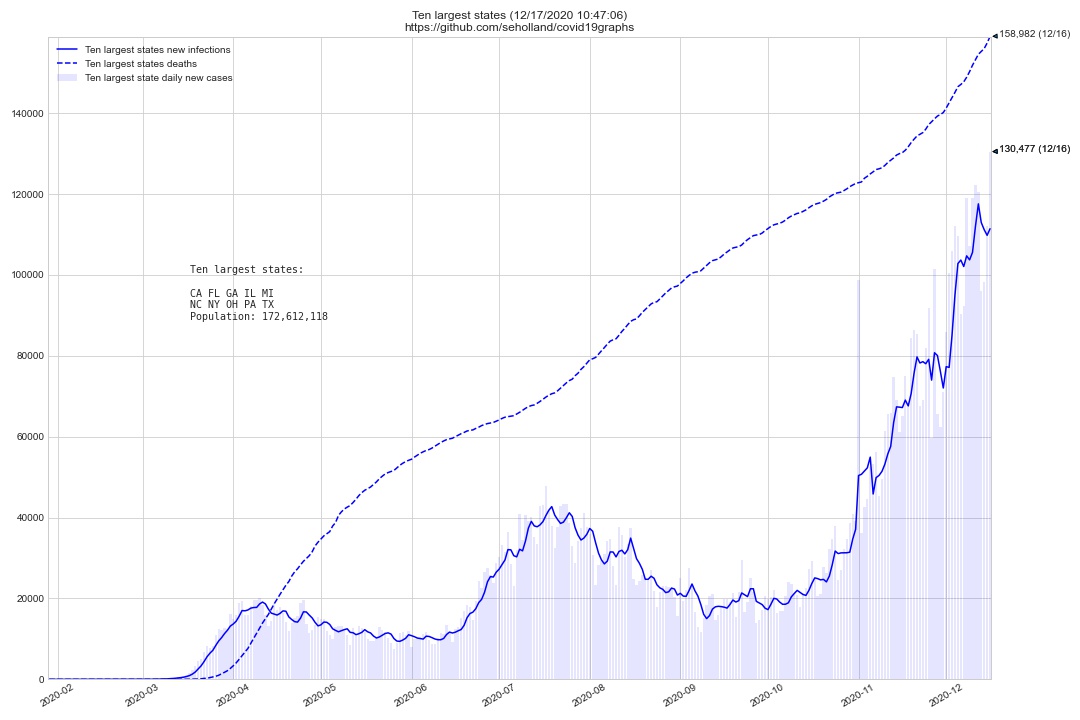 Ten largest states (12/17/2020 10:47:06)
https://github.com/seholland/covid19graphs
158,982 (12/16)
Ten largest states new infections
Ten largest states deaths
Ten largest state daily new cases
140000
130,477 (12/16)
120000
Ten largest states:
100000
CA FL GA IL MI
NC NY OH PA TX
Population: 172,612,118
80000
60000
40000
20000
0
2020-02
2020-03
2020-04
2020-05
2020-06
2020-07
2020-08
2020-09
2020-10
2020-11
2020-12